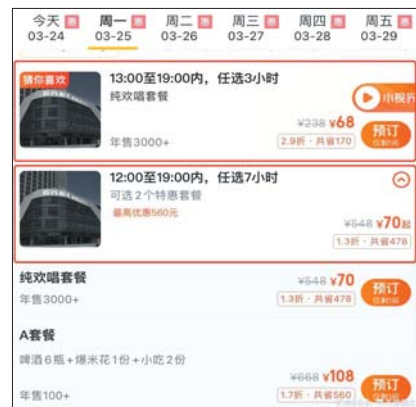 今天 惠 周一 惠 周二 惠 周三 惠 周四 惠 周五 惠
03-24 03-25 03-26 03-27 03-28 03-29
猜你喜欢
13:00至19:00内，任选3小时
纯欢唱套餐
小视频
¥238 ¥68
预订
年售3000+
2.9折·共省170
12:00至19:00内，任选7小时
可选2个特惠套餐
最高优惠560元
¥548 ¥70起
1.3折·共省478
纯欢唱套餐
¥548 ¥70
预订
年售3000+
1.3折·共省478
A套餐
啤酒6瓶+爆米花1份+小吃2份
¥668 ¥108
预订
年售100+
1.7折·共省560